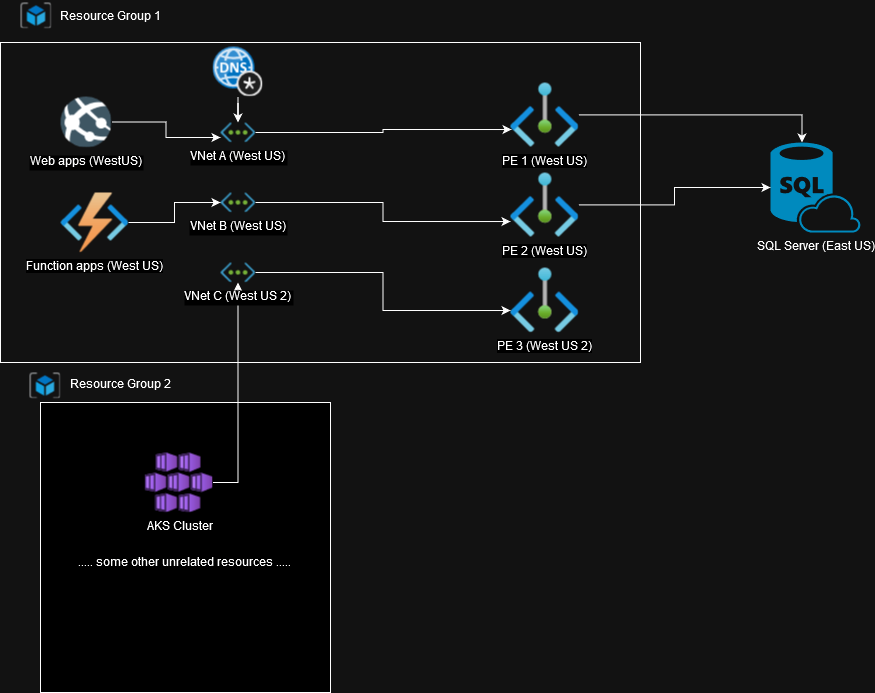 Resource Group 1
DNS
Web apps (WestUS)
VNet A (West US)
PE 1 (West US)
SQL
Function apps (West US)
VNet B (West US)
PE 2 (West US)
SQL Server (East US)
VNet C (West US 2)
PE 3 (West US 2)
Resource Group 2
AKS Cluster
..... some other unrelated resources .....